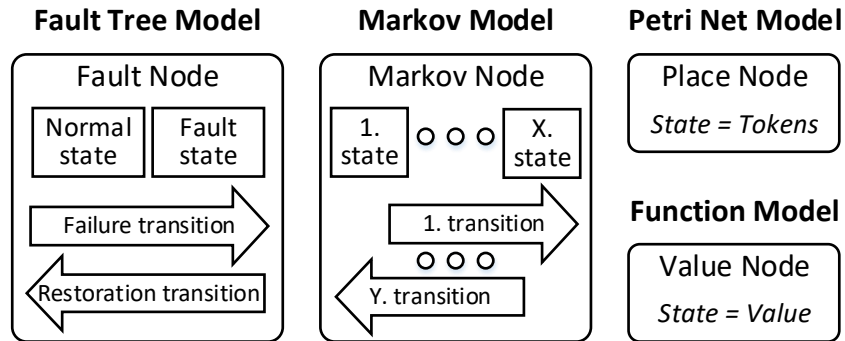 Fault Tree Model
Fault Node
Normal
state
Fault
state
Failure transition
Restoration transition
Markov Model
Markov Node
1.
state
X.
state
1. transition
Y. transition
Petri Net Model
Place Node
State = Tokens
Function Model
Value Node
State = Value